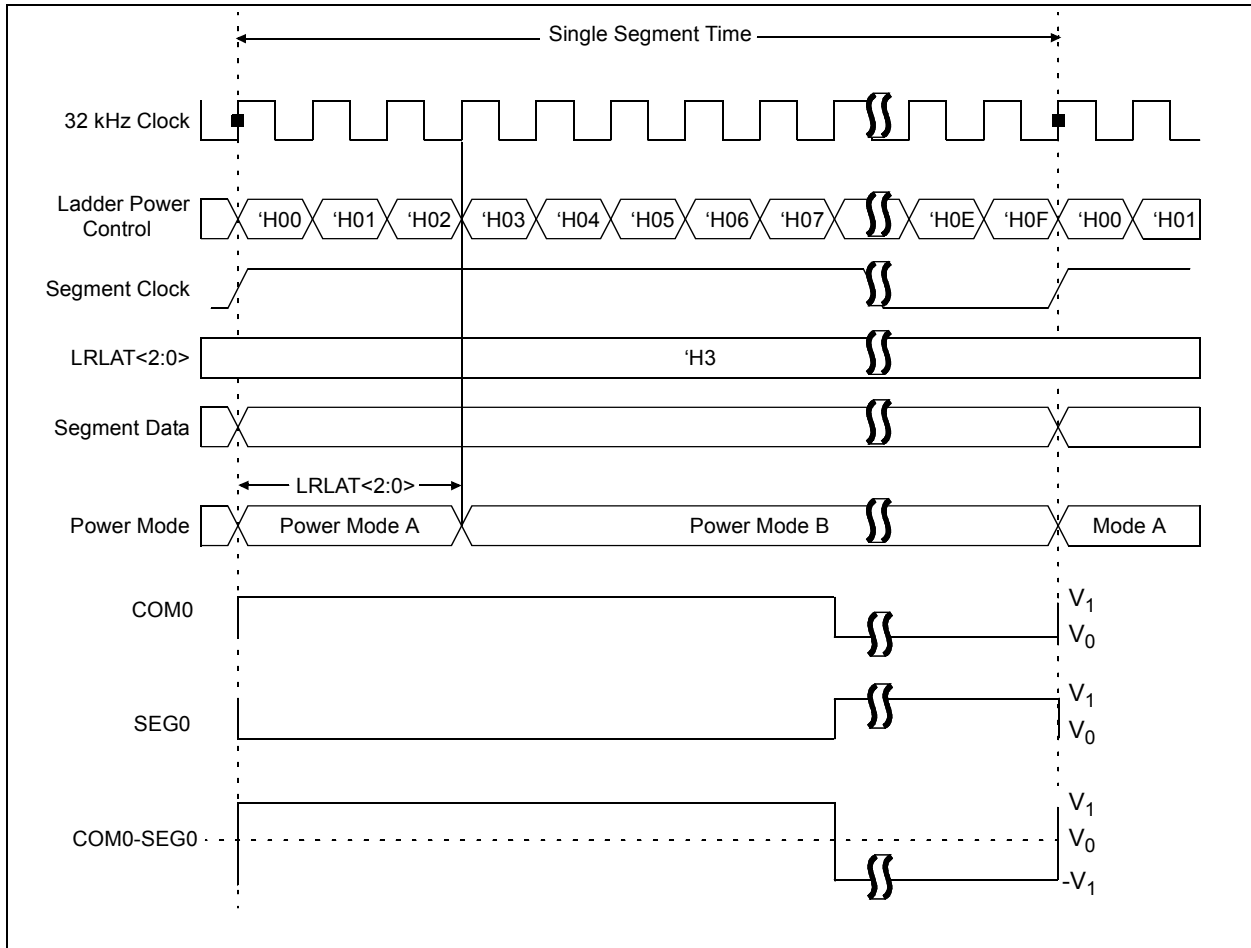 Single Segment Time
32 kHz Clock
Ladder Power
Control
‘H00 ‘H01 ‘H02 ‘H03 ‘H04 ‘H05 ‘H06 ‘H07 ‘H0E ‘H0F ‘H00 ‘H01
Segment Clock
LRLAT<2:0>
‘H3
Segment Data
LRLAT<2:0>
Power Mode
Power Mode A
Power Mode B
Mode A
COM0
V1
V0
SEG0
V1
V0
COM0-SEG0
V1
V0
-V1